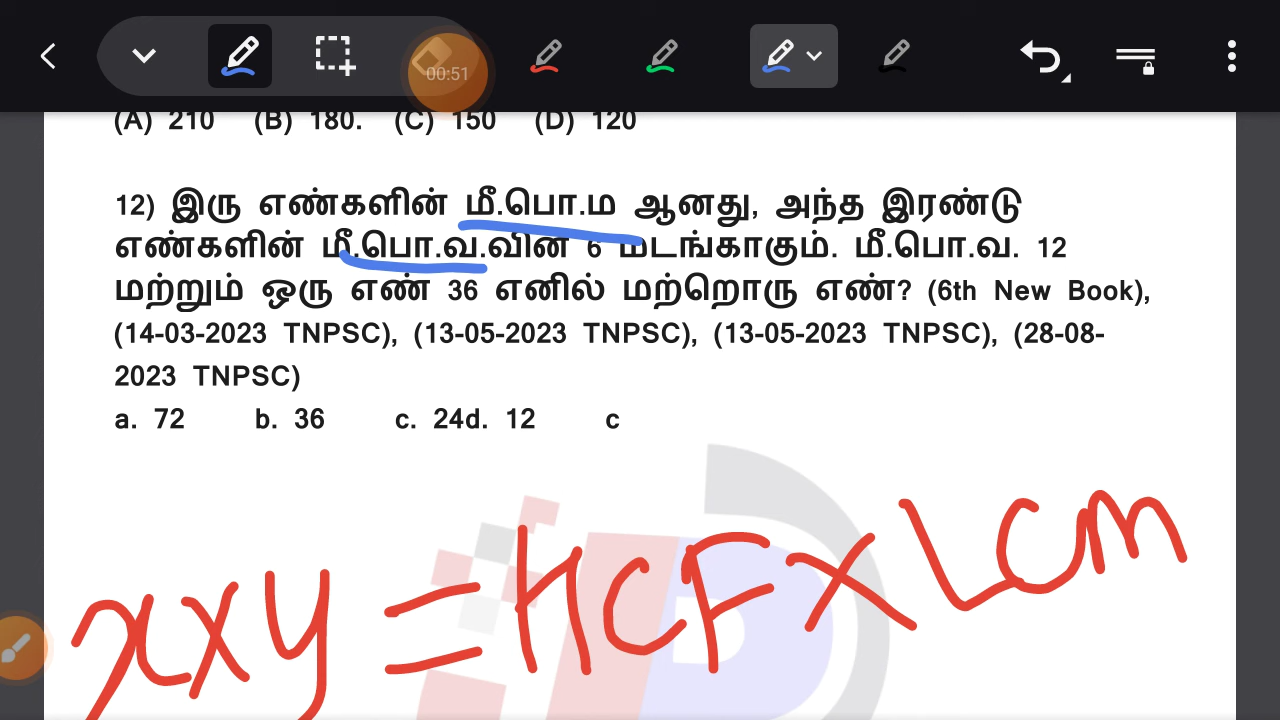 00:51
(A) 210 (B) 180. (C) 150 (D) 120
12) இரு எண்களின் மீ.பொ.ம ஆனது, அந்த இரண்டு
எண்களின் மீ.பொ.வ.வின் 6 மடங்காகும். மீ.பொ.வ. 12
மற்றும் ஒரு எண் 36 எனில் மற்றொரு எண்? (6th New Book),
(14-03-2023 TNPSC), (13-05-2023 TNPSC), (13-05-2023 TNPSC), (28-08-
2023 TNPSC)
a. 72 b. 36 c. 24d. 12 c
x x y = HCF x LCM